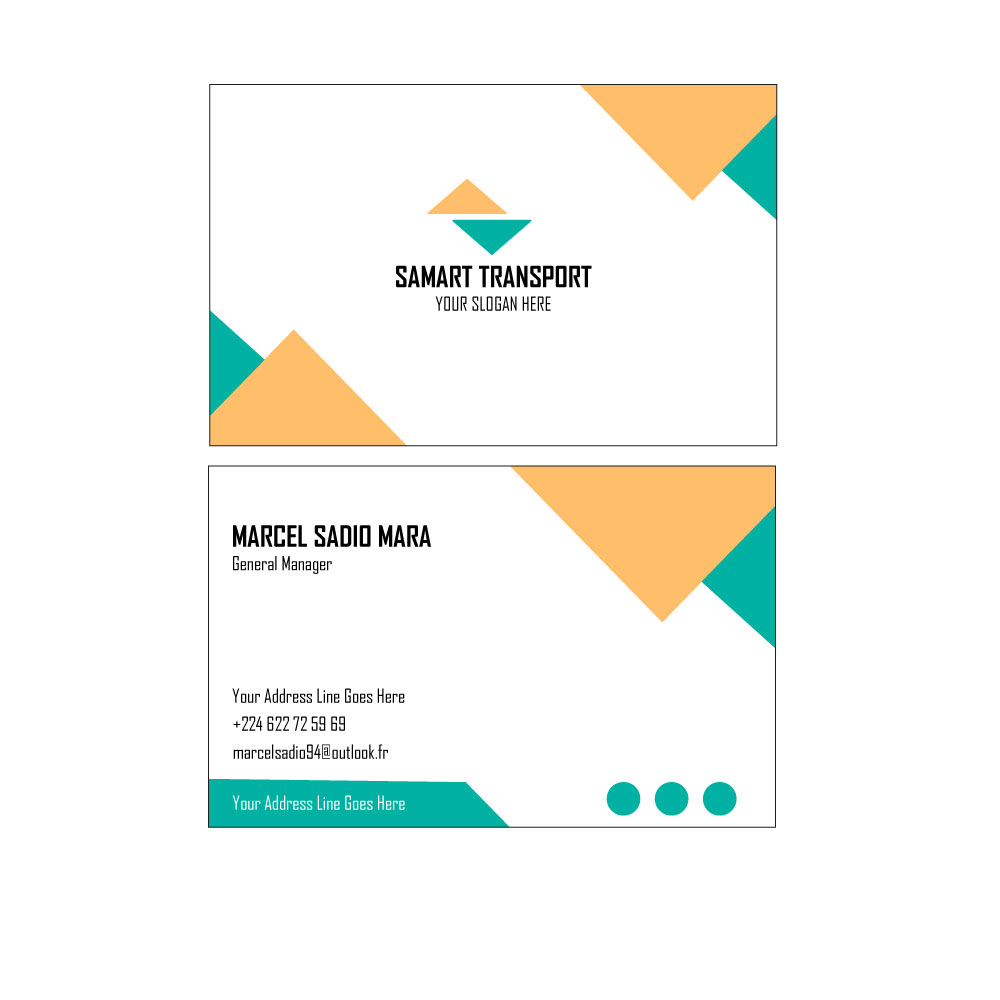 SAMART TRANSPORT
YOUR SLOGAN HERE
MARCEL SADIO MARA
General Manager
Your Address Line Goes Here
+224 622 72 59 69
marcelsadio94@outlook.fr
Your Address Line Goes Here